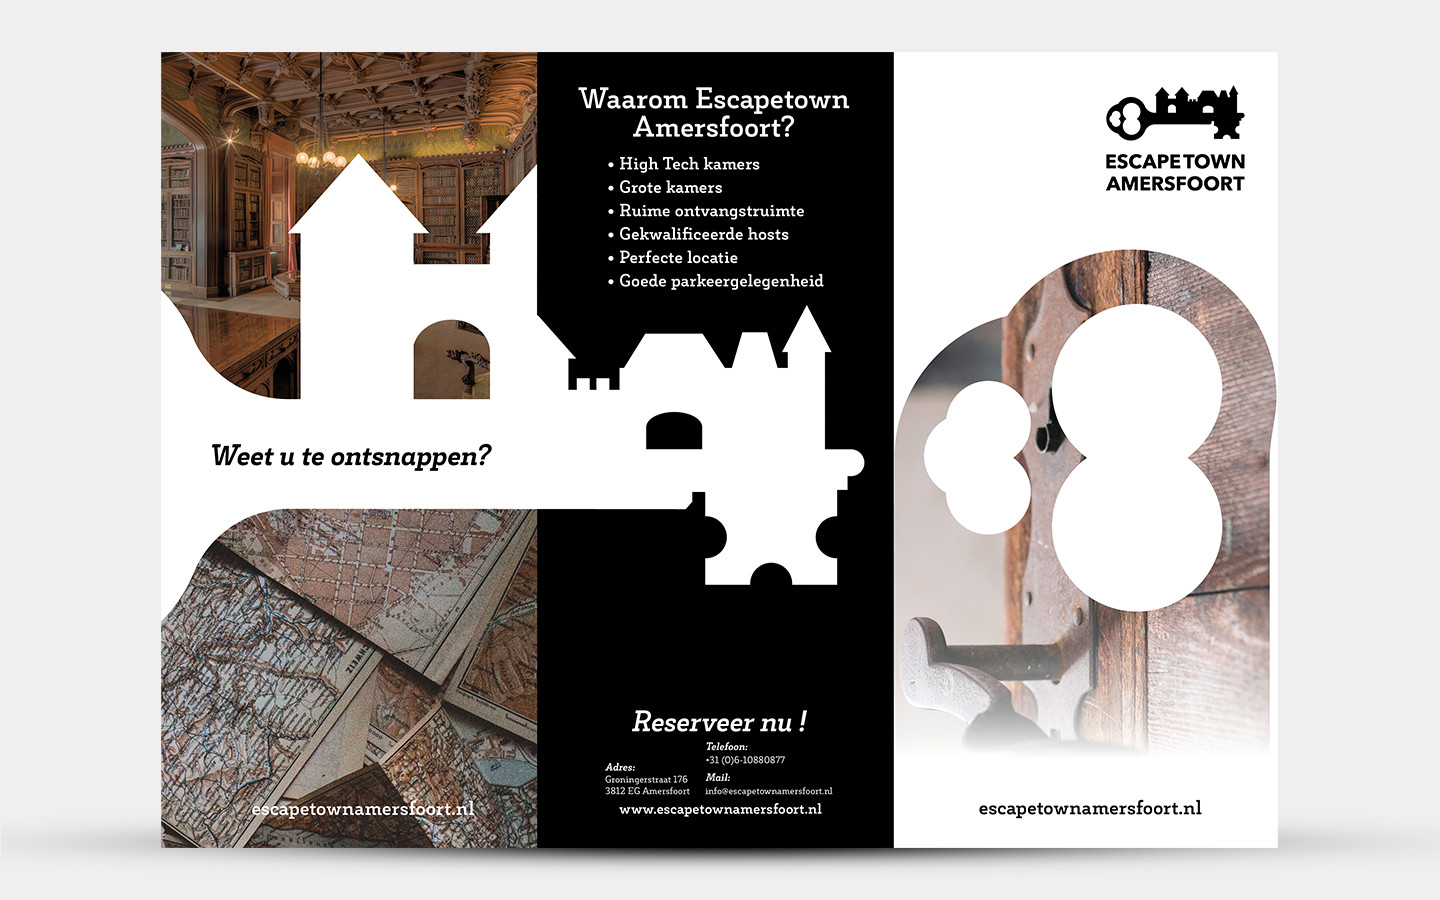 Weet u te ontsnappen?
escapetownamersfoort.nl
Waarom Escapetown
Amersfoort?
• High Tech kamers
• Grote kamers
• Ruime ontvangstruimte
• Gekwalificeerde hosts
• Perfecte locatie
• Goede parkeergelegenheid
Reserveer nu !
Adres:
Groningerstraat 176
3812 EG Amersfoort
Telefoon:
+31 (0)6-10880877
Mail:
info@escapetownamersfoort.nl
www.escapetownamersfoort.nl
ESCAPETOWN
AMERSFOORT
escapetownamersfoort.nl